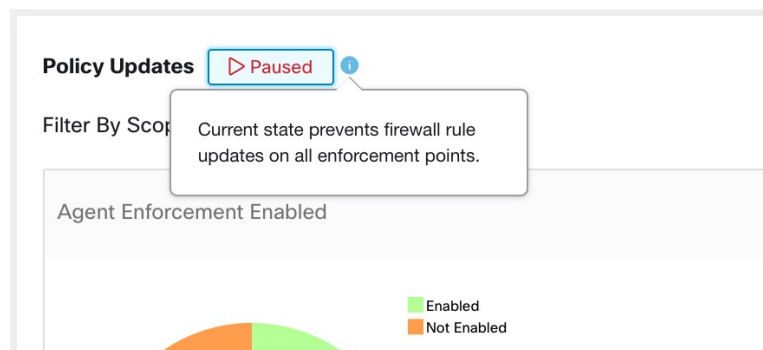 Policy Updates Paused i
Filter By Scop
Current state prevents firewall rule
updates on all enforcement points.
Agent Enforcement Enabled
Enabled
Not Enabled